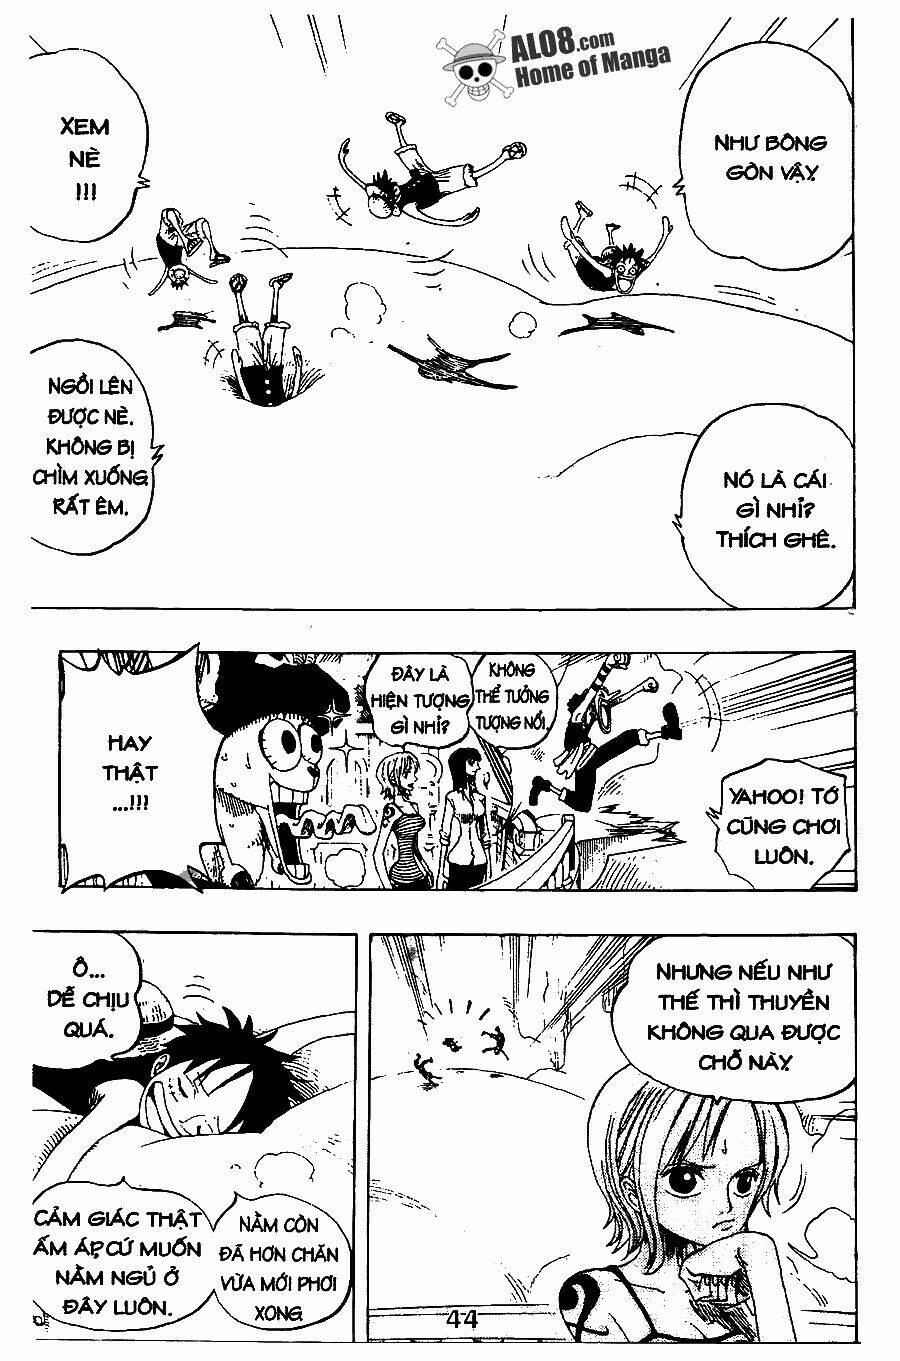 AL08.com
Home of Manga
NHƯ BÔNG
GÒN VẬY.
XEM
NÈ
!!!
NÓ LÀ CÁI
GÌ NHỈ?
THÍCH GHÊ.
NGỒI LÊN
ĐƯỢC NÈ.
KHÔNG BỊ
CHÌM XUỐNG.
RẤT ÊM.
YAHOO! TỚ
CŨNG CHƠI
LUÔN.
KHÔNG
THỂ TƯỞNG
TƯỢNG NỔI.
ĐÂY LÀ
HIỆN TƯỢNG
GÌ NHỈ?
HAY
THẬT
...!!!
NHƯNG NẾU NHƯ
THẾ THÌ THUYỀN
KHÔNG QUA ĐƯỢC
CHỖ NÀY.
Ô...
DỄ CHỊU
QUÁ.
NẰM CÒN
ĐÃ HƠN CHĂN
VỪA MỚI PHƠI
XONG.
CẢM GIÁC THẬT
ẤM ÁP. CỨ MUỐN
NẰM NGỦ Ở
ĐÂY LUÔN.
44